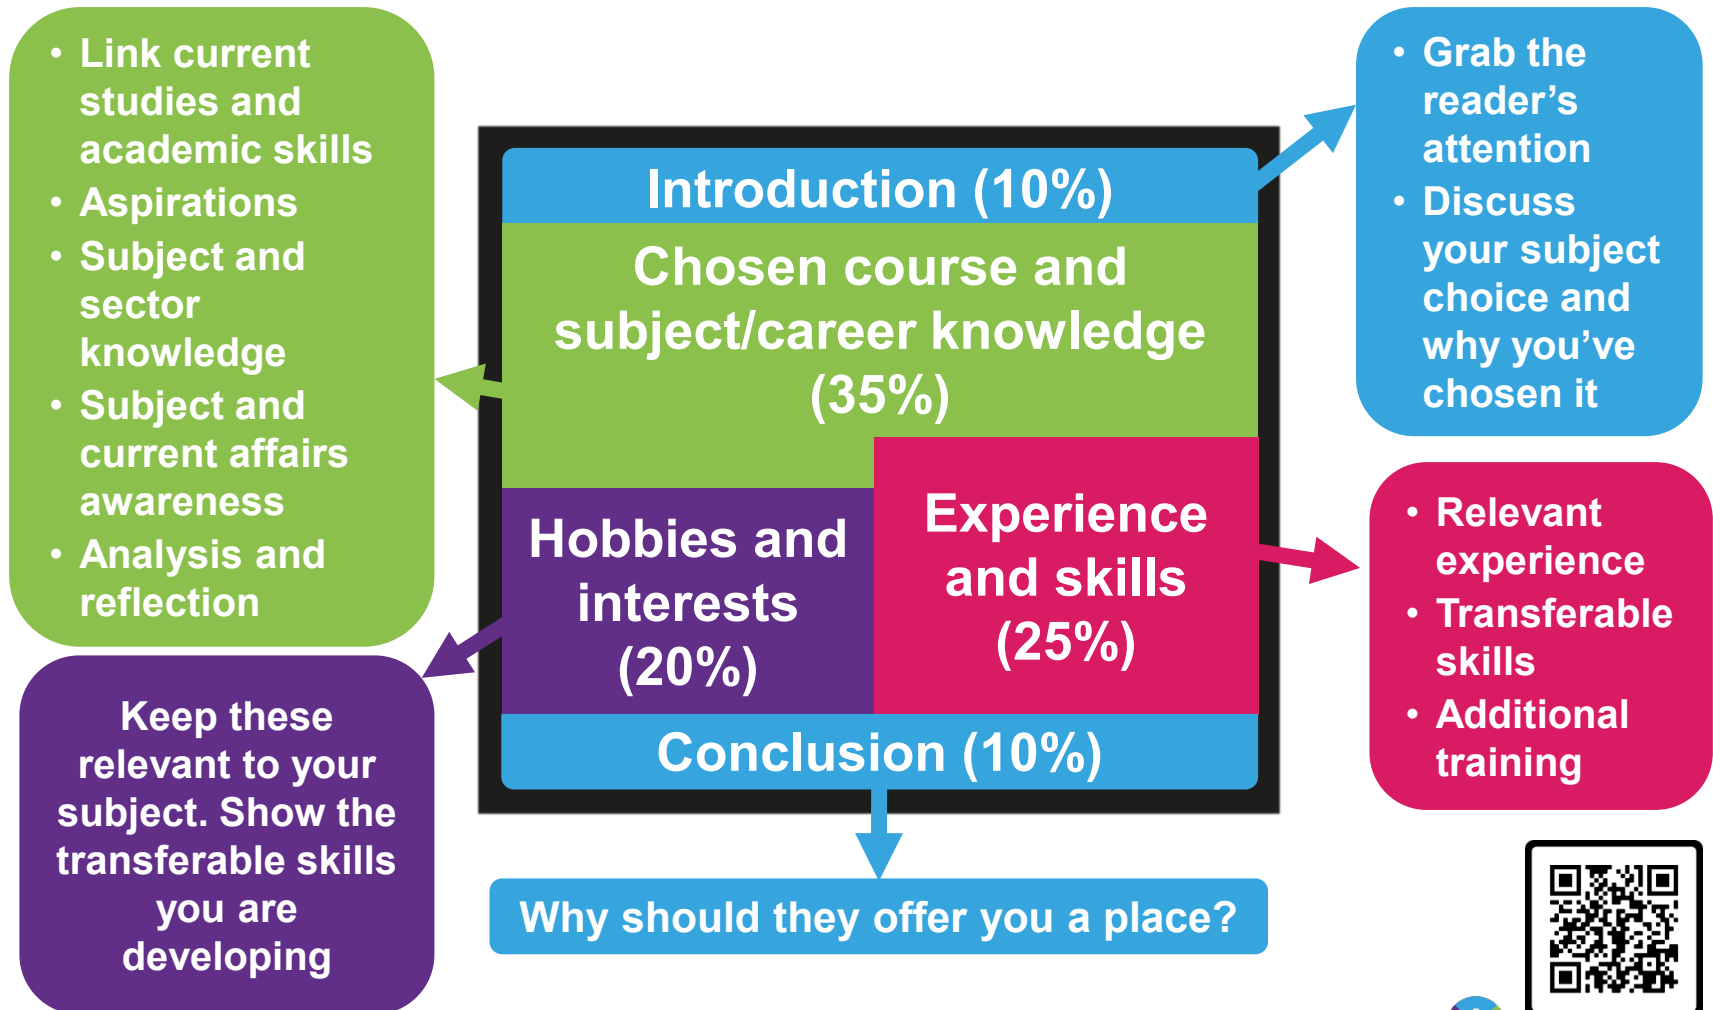 • Link current
studies and
academic skills
• Aspirations
• Subject and
sector
knowledge
• Subject and
current affairs
awareness
• Analysis and
reflection
Introduction (10%)
Chosen course and
subject/career knowledge
(35%)
Hobbies and
interests
(20%)
Experience
and skills
(25%)
Conclusion (10%)
• Grab the
reader’s
attention
• Discuss
your subject
choice and
why you’ve
chosen it
• Relevant
experience
• Transferable
skills
• Additional
training
Keep these
relevant to your
subject. Show the
transferable skills
you are
developing
Why should they offer you a place?